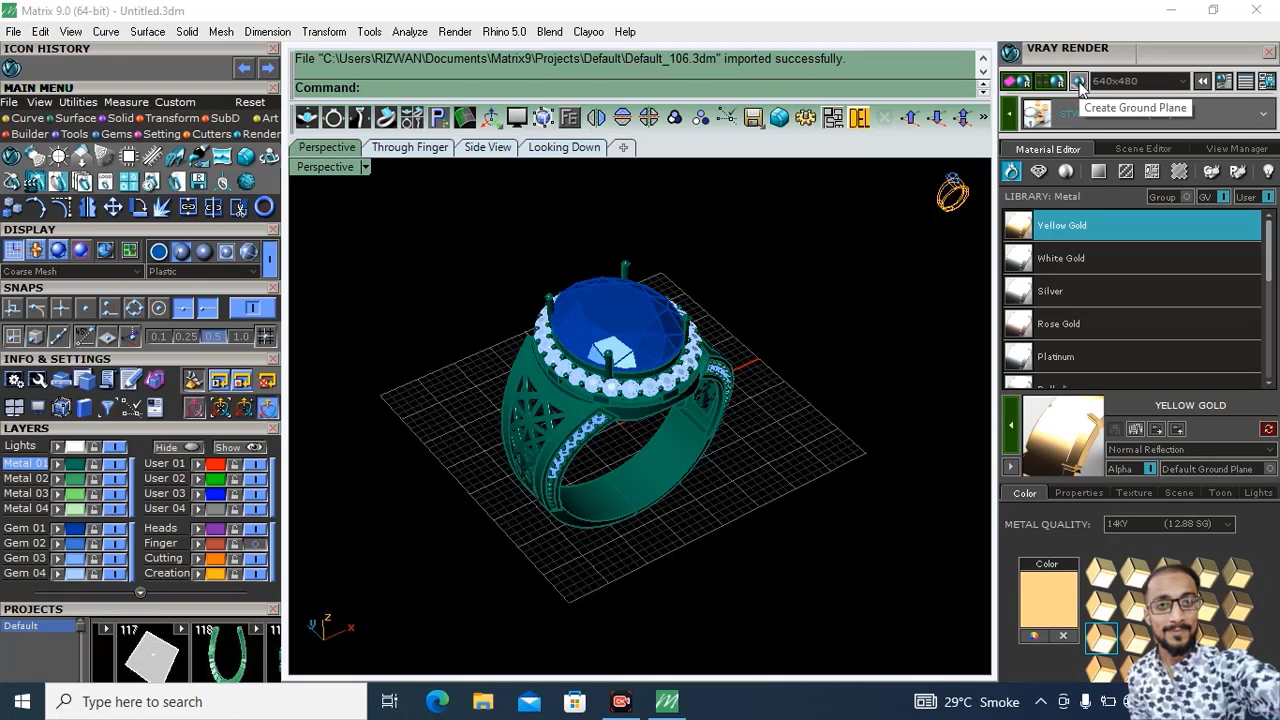 Matrix 9.0 (64-bit) - Untitled.3dm
File Edit View Curve Surface Solid Mesh Dimension Transform Tools Analyze Render Rhino 5.0 Blend Clayoo Help
ICON HISTORY
MAIN MENU
File View Utilities Measure Display
Curve Surface Solid Transform SubD Art
Builder Tools Gems Setting Cutters Render
DISPLAY
Coarse Mesh
Plastic
SNAPS
0.1 0.25 0.5 1.0
INFO & SETTINGS
LAYERS
Lights Hide Show
Metal 01 User 01
Metal 02 User 02
Metal 03 User 03
Metal 04 User 04
Gem 01 Heads
Gem 02 Finger
Gem 03 Cutting
Gem 04 Creation
PROJECTS
Default 117 118
File "C:\Users\RIZWAN\Documents\Matrix9\Projects\Default\Default_106.3dm" imported successfully.
Command:
Perspective Through Finger Side View Looking Down
Perspective
z
y
x
VRAY RENDER
640x480
Create Ground Plane
Material Editor Scene Editor View Manager
LIBRARY: Metal Group GV User
Yellow Gold
White Gold
Silver
Rose Gold
Platinum
YELLOW GOLD
Normal Reflection
Alpha Default Ground Plane
Color Properties Texture Scene Toon Lights
METAL QUALITY: 14KY (12.88 SG)
Color
Type here to search
29°C Smoke